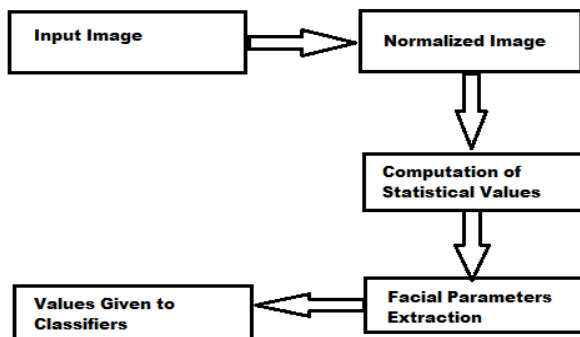 Input Image
Normalized Image
Computation of
Statistical Values
Facial Parameters
Extraction
Values Given to
Classifiers